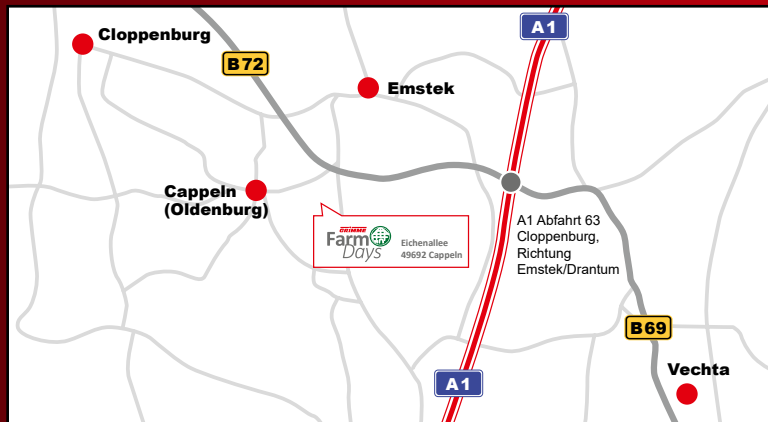 Cloppenburg
A1
B72
Emstek
Cappeln
(Oldenburg)
GRIMME
Farm
Days
Eichenallee
49692 Cappeln
A1 Abfahrt 63
Cloppenburg,
Richtung
Emstek/Drantum
B69
Vechta
A1